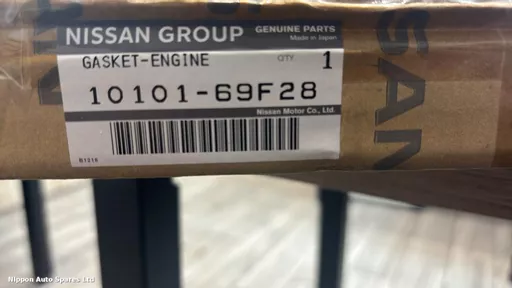 NISSAN GROUP GENUINE PARTS
Made in Japan
GASKET-ENGINE QTY 1
10101-69F28
Nissan Motor Co., Ltd.
B1216
SAN
Nippon Auto Spares Ltd